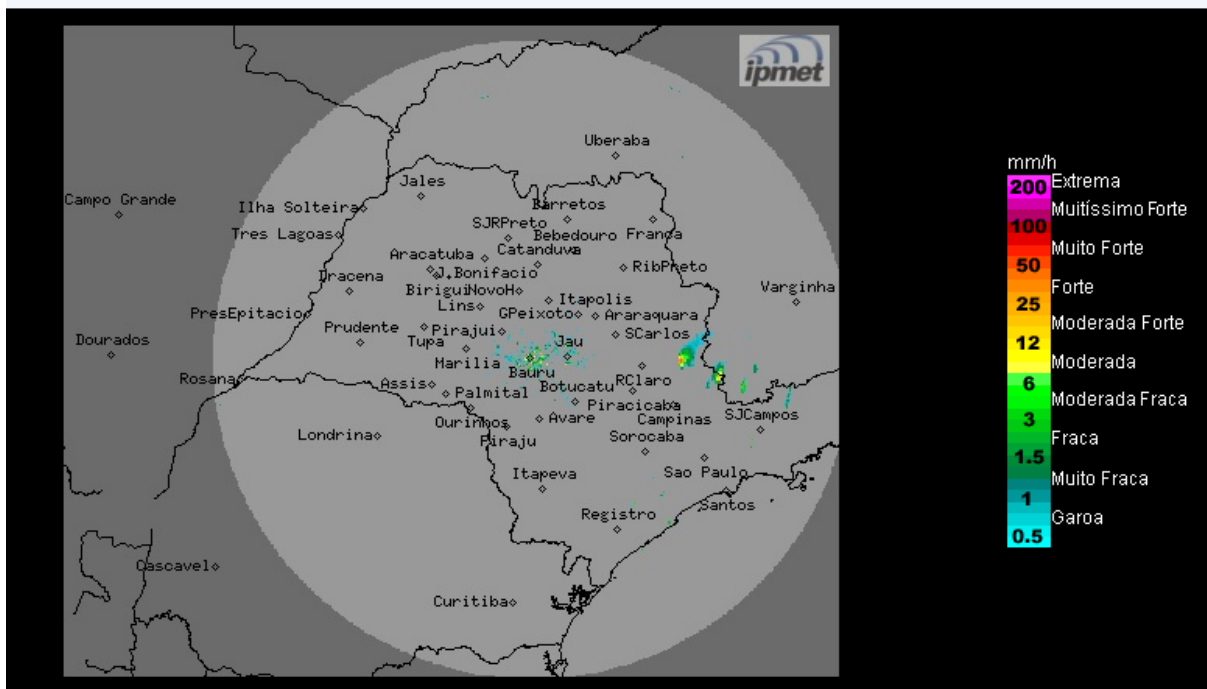 ipmet
Uberaba
Jales
Campo Grande
Ilha Solteira
Barretos
SJRPreto
Tres Lagoas
Bebedouro
Franca
Catanduva
Aracatuba
J.Bonifacio
RibPreto
Dracena
Birigui
NovoH
Varginha
Itapolis
Lins
PresEpitacio
GPeixoto
Araraquara
Prudente
Pirajui
SCarlos
Dourados
Tupa
Jau
Marilia
Bauru
Rosana
Assis
Botucatu
RClaro
Palmital
Piracicaba
Ourinhos
Avare
Campinas
SJCampos
Londrina
Piraju
Sorocaba
Itapeva
Sao Paulo
Santos
Registro
Cascavel
Curitiba
mm/h
200 Extrema
Muitíssimo Forte
100
Muito Forte
50
Forte
25
Moderada Forte
12
Moderada
6
Moderada Fraca
3
Fraca
1.5
Muito Fraca
1
Garoa
0.5